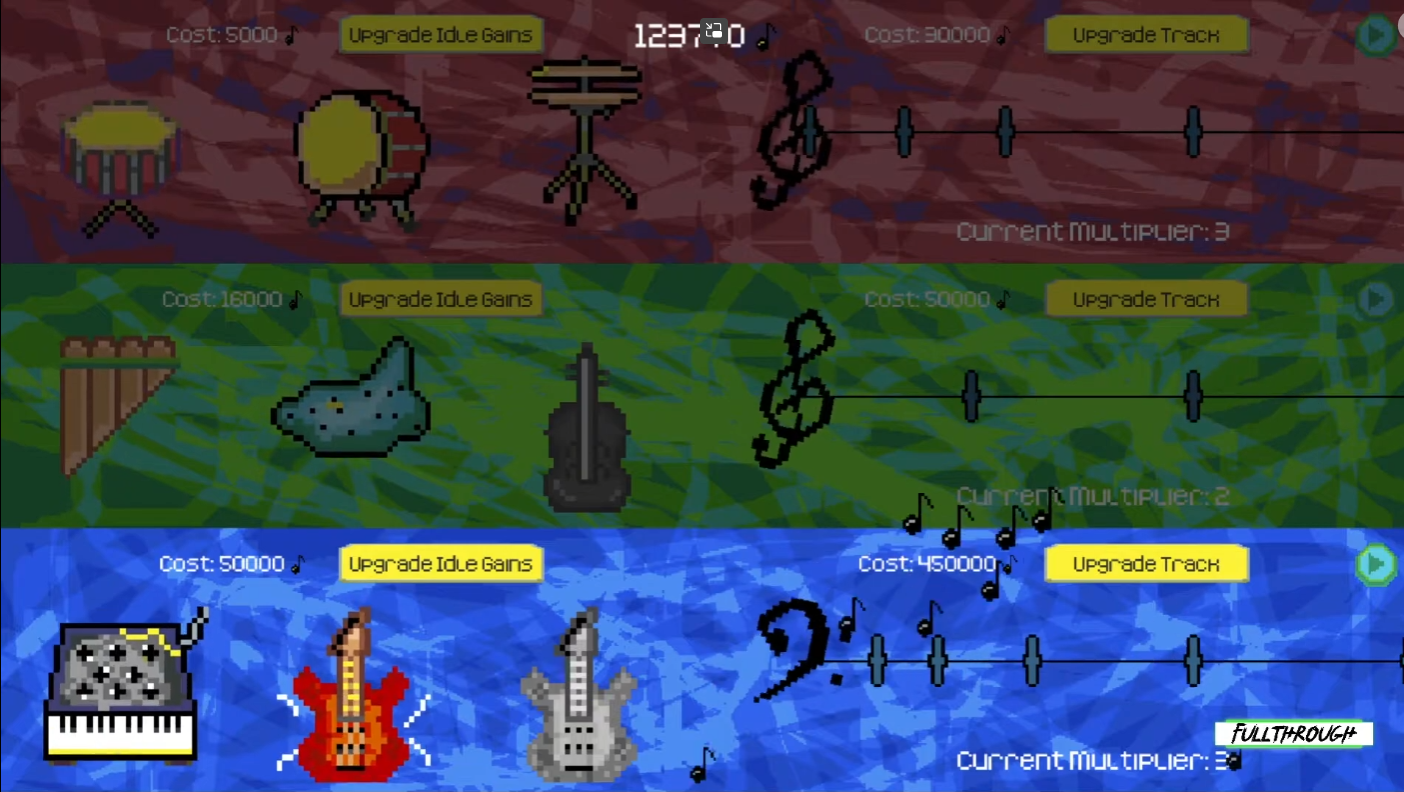 Cost: 5000 Upgrade Idle Gains Cost: 30000 Upgrade Track
Current Multiplier: 3
Cost: 16000 Upgrade Idle Gains Cost: 50000 Upgrade Track
Current Multiplier: 2
Cost: 50000 Upgrade Idle Gains Cost: 450000 Upgrade Track
FULLTHROUGH
Current Multiplier: 3